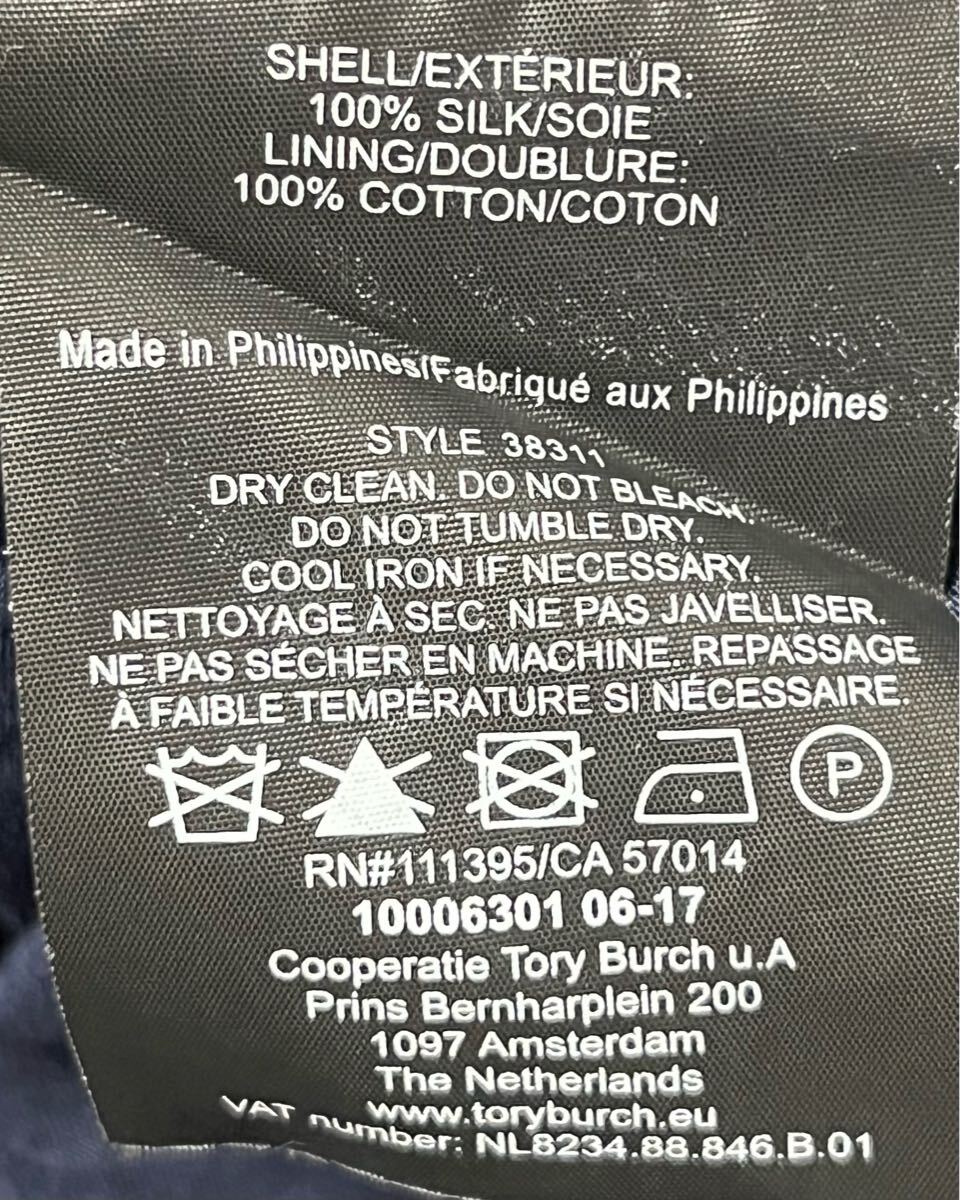 SHELL/EXTÉRIEUR:
100% SILK/SOIE
LINING/DOUBLURE:
100% COTTON/COTON
Made in Philippines/Fabriqué aux Philippines
STYLE 38311
DRY CLEAN. DO NOT BLEACH.
DO NOT TUMBLE DRY.
COOL IRON IF NECESSARY.
NETTOYAGE À SEC. NE PAS JAVELLISER.
NE PAS SÉCHER EN MACHINE. REPASSAGE
À FAIBLE TEMPÉRATURE SI NÉCESSAIRE.
P
RN#111395/CA 57014
10006301 06-17
Cooperatie Tory Burch u.A
Prins Bernharplein 200
1097 Amsterdam
The Netherlands
www.toryburch.eu
VAT number: NL8234.88.846.B.01